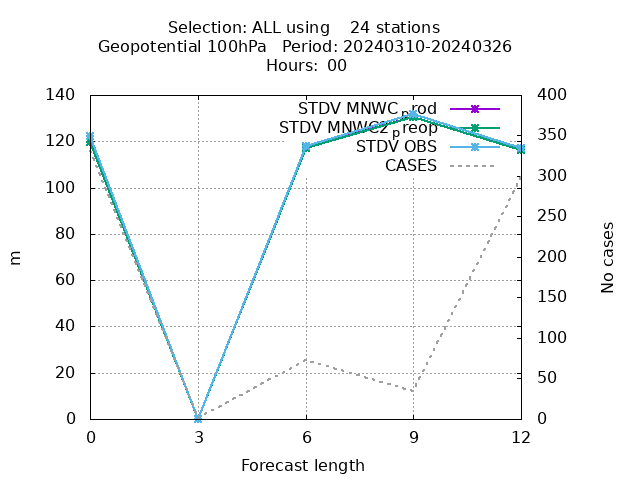 Selection: ALL using    24 stations
Geopotential 100hPa   Period: 20240310-20240326
Hours: 00
140
120
100
80
60
40
20
0
400
350
300
250
200
150
100
50
0
STDV MNWC_prod
STDV MNWC2_preop
STDV OBS
CASES
m
No cases
0 3 6 9 12
Forecast length